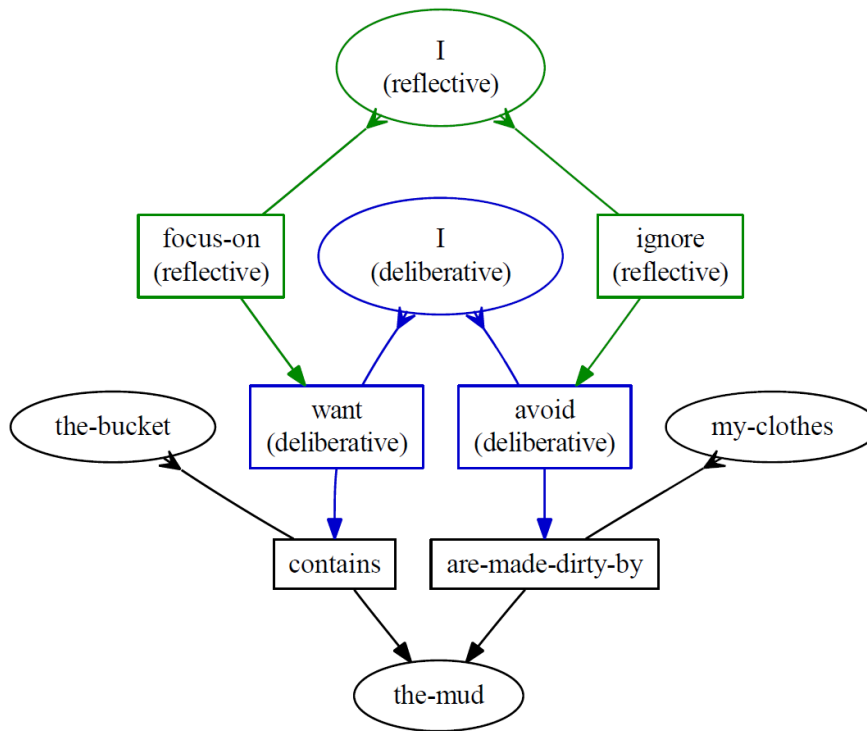 I
(reflective)
focus-on
(reflective)
I
(deliberative)
ignore
(reflective)
the-bucket
want
(deliberative)
avoid
(deliberative)
my-clothes
contains
are-made-dirty-by
the-mud